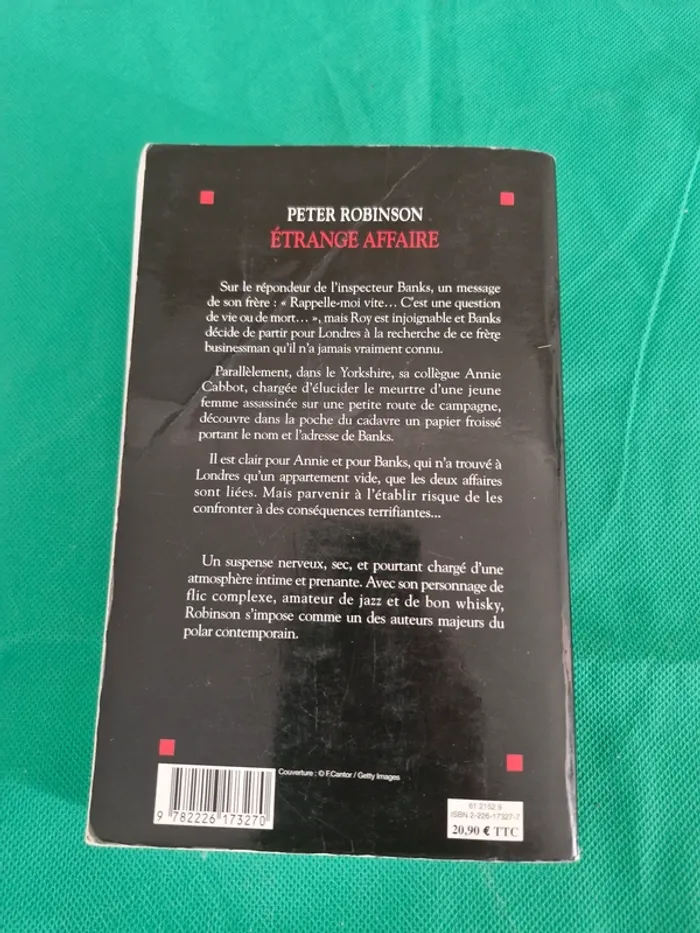 PETER ROBINSON
ÉTRANGE AFFAIRE
Sur le répondeur de l'inspecteur Banks, un message
de son frère : « Rappelle-moi vite... C'est une question
de vie ou de mort... », mais Roy est injoignable et Banks
décide de partir pour Londres à la recherche de ce frère
businessman qu'il n'a jamais vraiment connu.
Parallèlement, dans le Yorkshire, sa collègue Annie
Cabbot, chargée d'élucider le meurtre d'une jeune
femme assassinée sur une petite route de campagne,
découvre dans la poche du cadavre un papier froissé
portant le nom et l'adresse de Banks.
Il est clair pour Annie et pour Banks, qui n'a trouvé à
Londres qu'un appartement vide, que les deux affaires
sont liées. Mais parvenir à l'établir risque de les
confronter à des conséquences terrifiantes...
Un suspense nerveux, sec, et pourtant chargé d'une
atmosphère intime et prenante. Avec son personnage de
flic complexe, amateur de jazz et de bon whisky,
Robinson s'impose comme un des auteurs majeurs du
polar contemporain.
Couverture : © F.Cantor / Getty Images
9 782226 173270
61 2152 9
ISBN 2-226-17327-7
20,90 € TTC